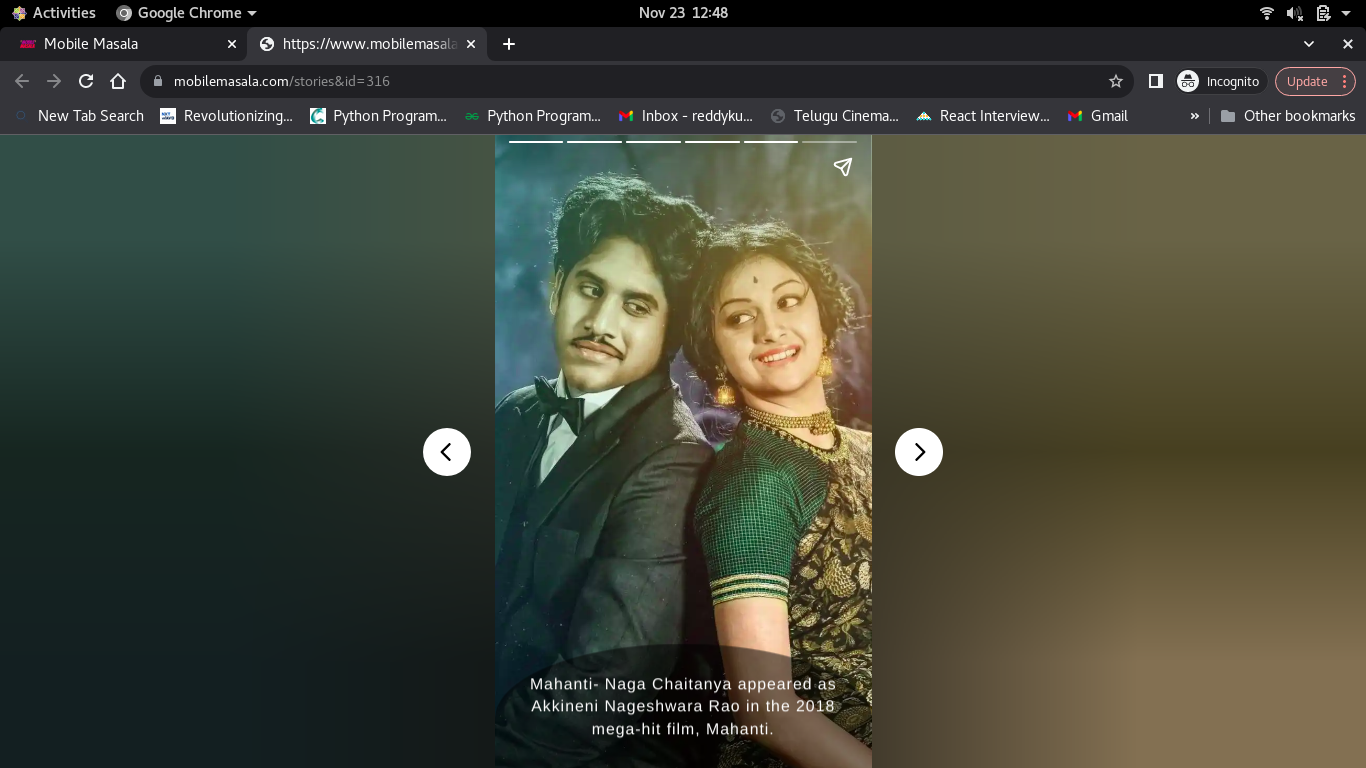 Activities
Google Chrome
Nov 23 12:48
Mobile Masala
https://www.mobilemasala
mobilemasala.com/stories&id=316
Incognito
Update
New Tab Search
Revolutionizing...
Python Program...
Python Program...
Inbox - reddyku...
Telugu Cinema...
React Interview...
Gmail
»
Other bookmarks
Mahanti- Naga Chaitanya appeared as
Akkineni Nageshwara Rao in the 2018
mega-hit film, Mahanti.